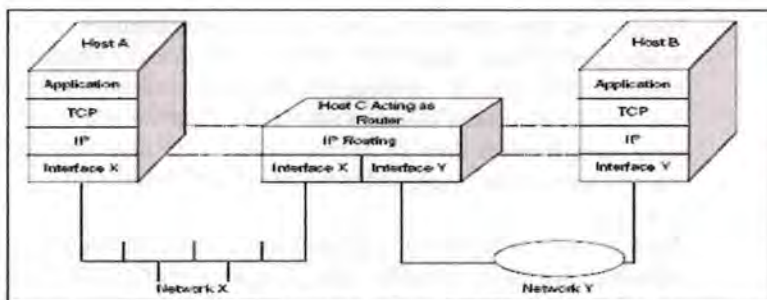 Host A
Application
TCP
IP
Interface X
Host C Acting as
Router
IP Routing
Interface X
Interface Y
Host B
Application
TCP
IP
Interface Y
Network X
Network Y